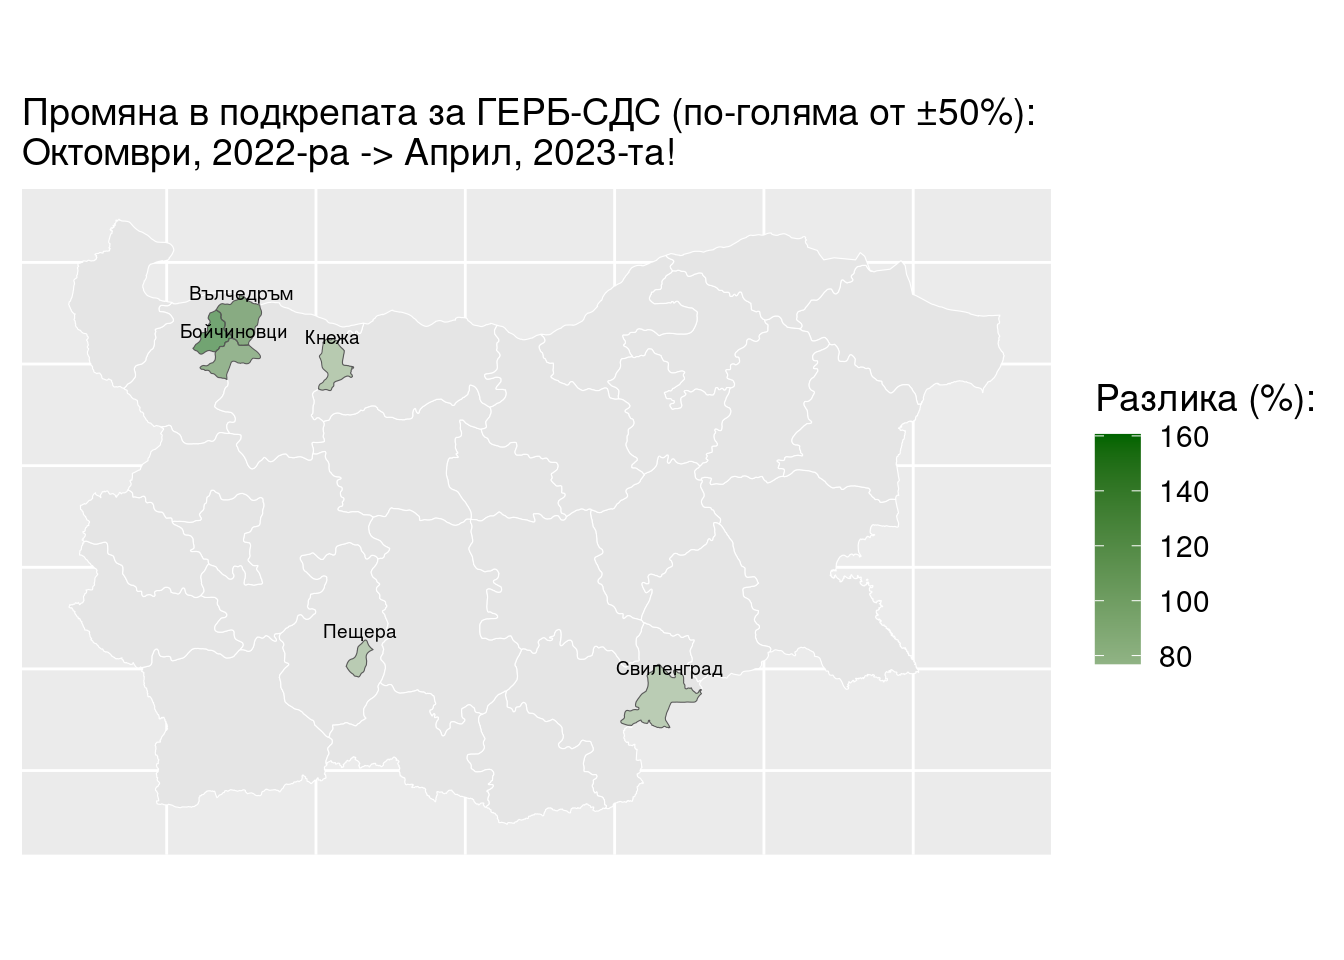 Промяна в подкрепата за ГЕРБ-СДС (по-голяма от ±50%):
Октомври, 2022-ра -> Април, 2023-та!
Вълчедръм
Бойчиновци
Кнежа
Пещера
Свиленград
Разлика (%):
160
140
120
100
80